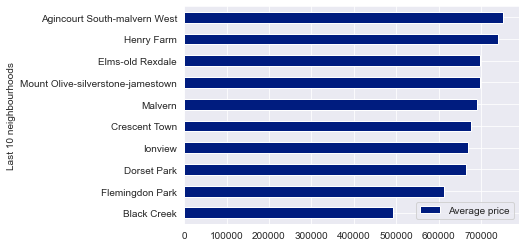 Last 10 neighbourhoods
Agincourt South-malvern West
Henry Farm
Elms-old Rexdale
Mount Olive-silverstone-jamestown
Malvern
Crescent Town
Ionview
Dorset Park
Flemingdon Park
Black Creek
Average price
0 100000 200000 300000 400000 500000 600000 700000